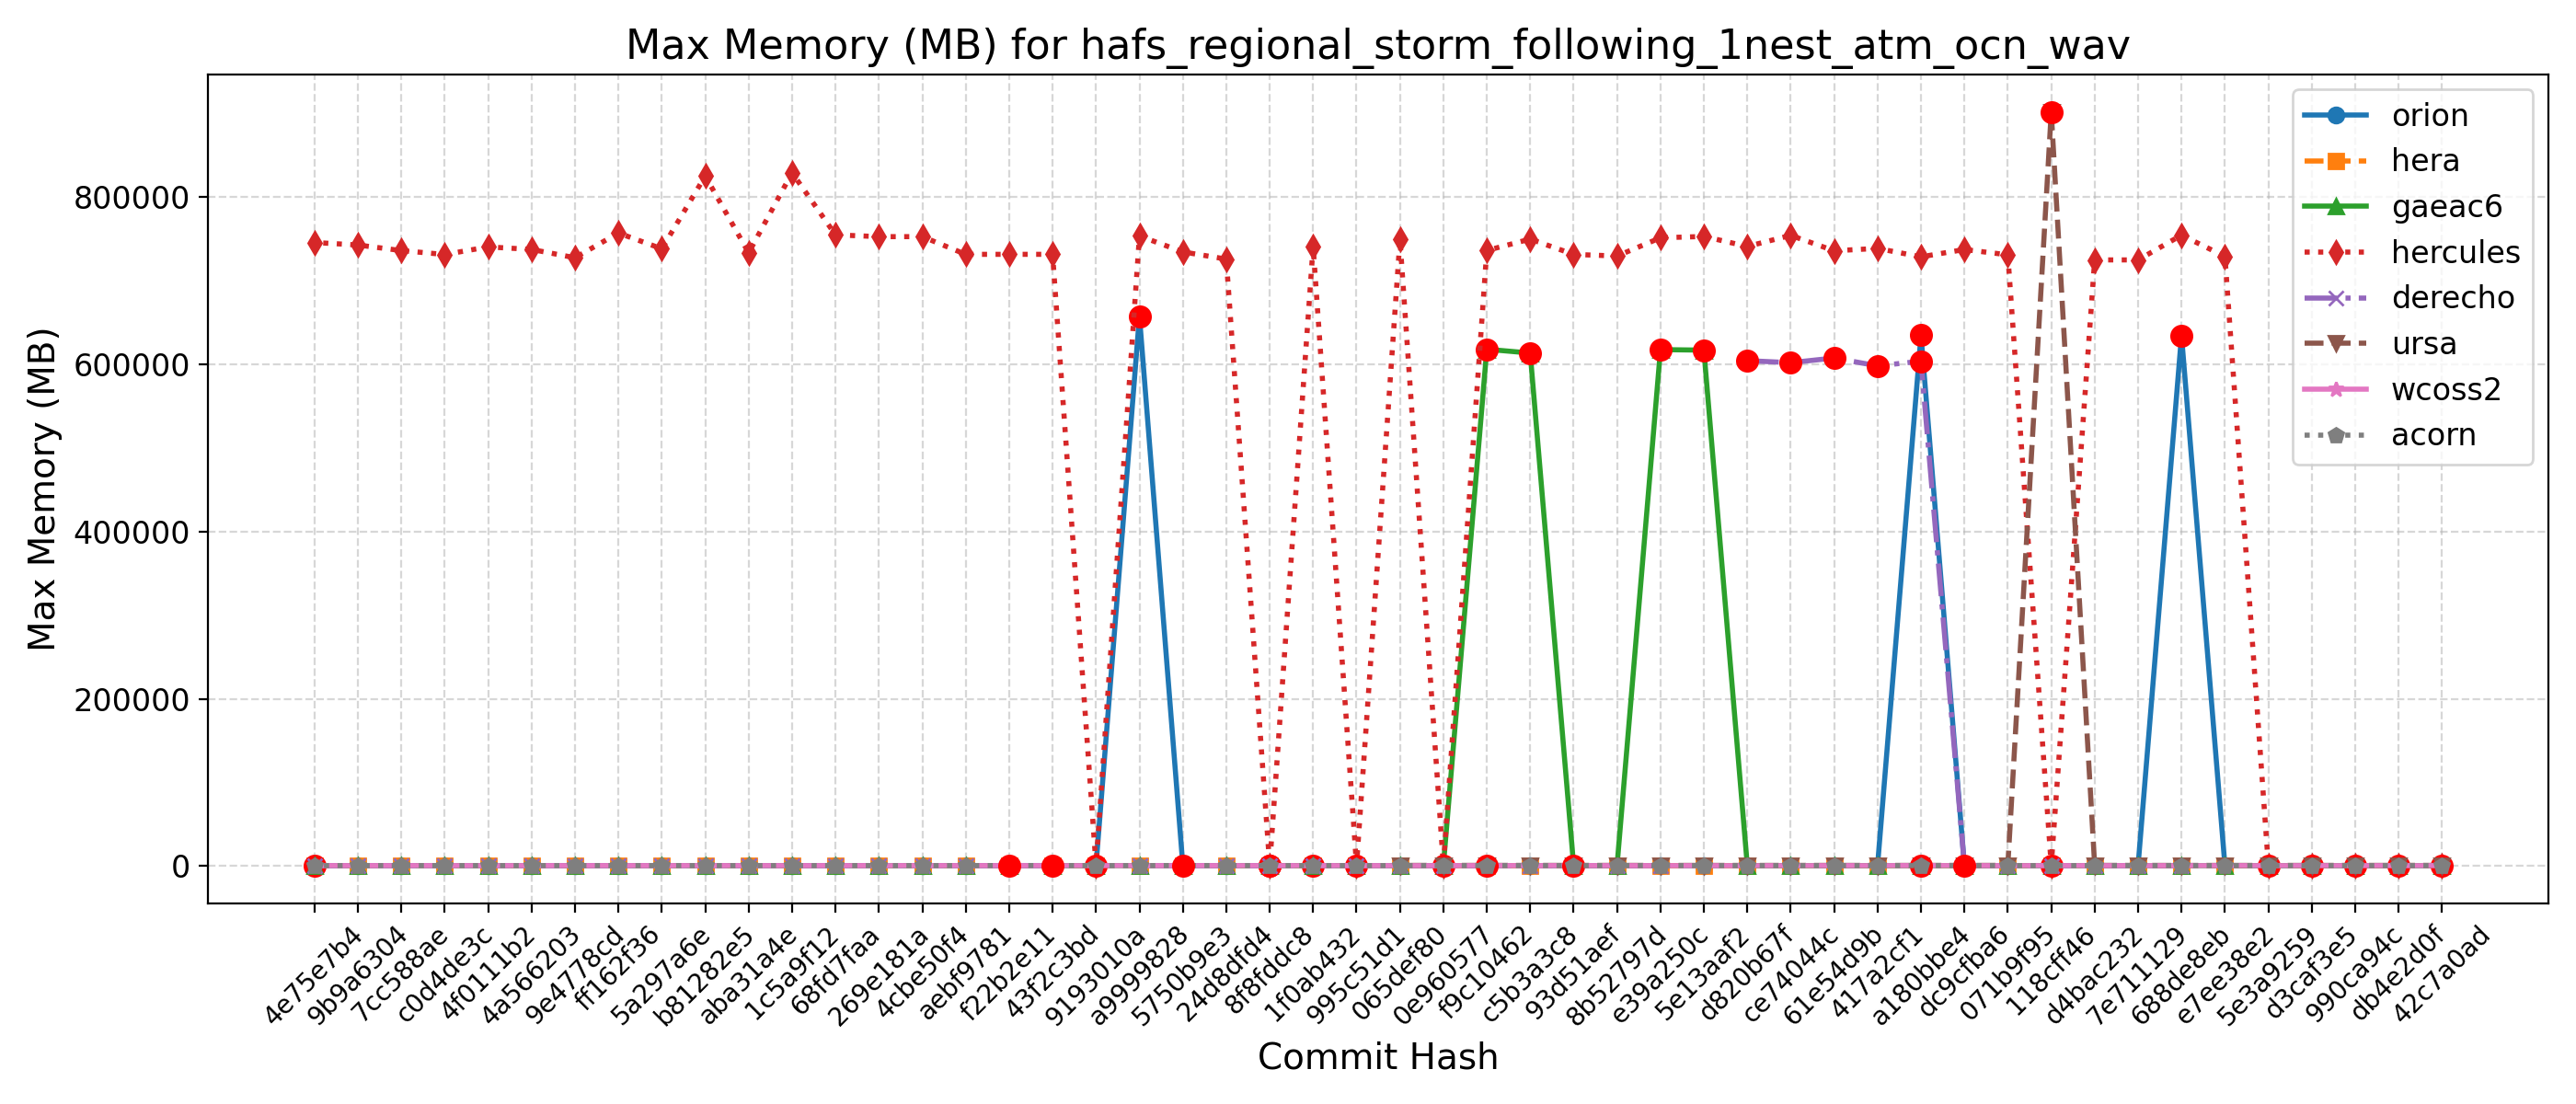 Max Memory (MB) for hafs_regional_storm_following_1nest_atm_ocn_wav
Max Memory (MB)
800000
600000
400000
200000
0
orion
hera
gaeac6
hercules
derecho
ursa
wcoss2
acorn
4e75e7b4
9b9a6304
7cc588ae
c0d4de3c
4f0111b2
4a566203
9e4778cd
ff162f36
5a297a6e
b81282e5
aba31a4e
1c5a9f12
68fd7faa
269e181a
4cbe50f4
aebf9781
f22b2e11
43f2c3bd
9193010a
a9999828
5750b9e3
24d8dfd4
8f8fddc8
1f0ab432
995c51d1
065def80
0e960577
f9c10462
c5b3a3c8
93d51aef
8b52797d
e39a250c
5e13aaf2
d820b67f
ce74044c
61e54d9b
417a2cf1
a180bbe4
dc9cfba6
071b9f95
118cff46
d4bac232
7e711129
688de8eb
e7ee38e2
5e3a9259
d3caf3e5
990ca94c
db4e2d0f
42c7a0ad
Commit Hash